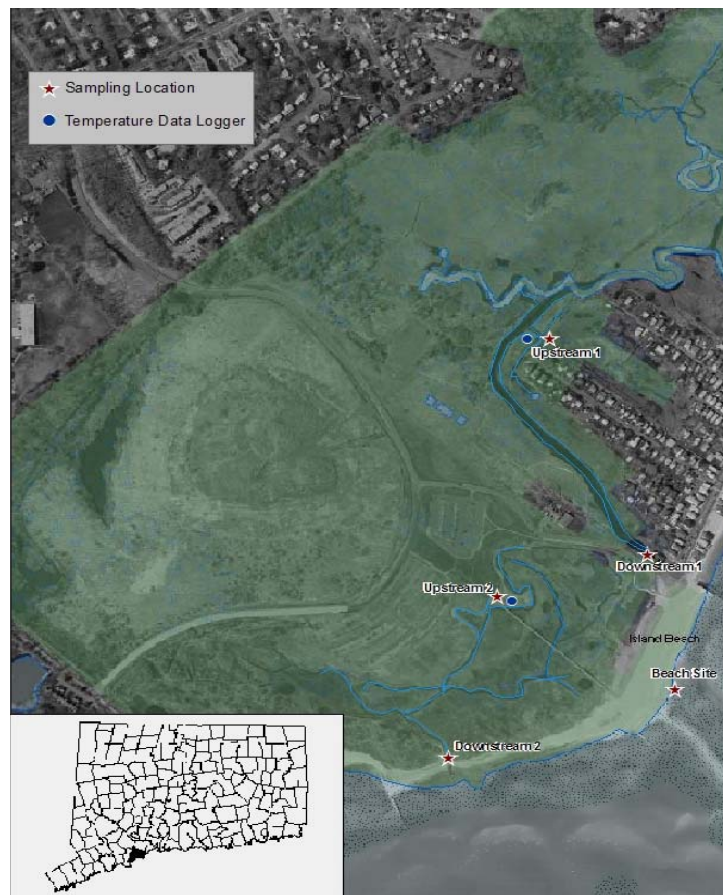 Sampling Location
Temperature Data Logger
Upstream 1
Downstream 1
Upstream 2
Island Beach
Beach Site
Downstream 2